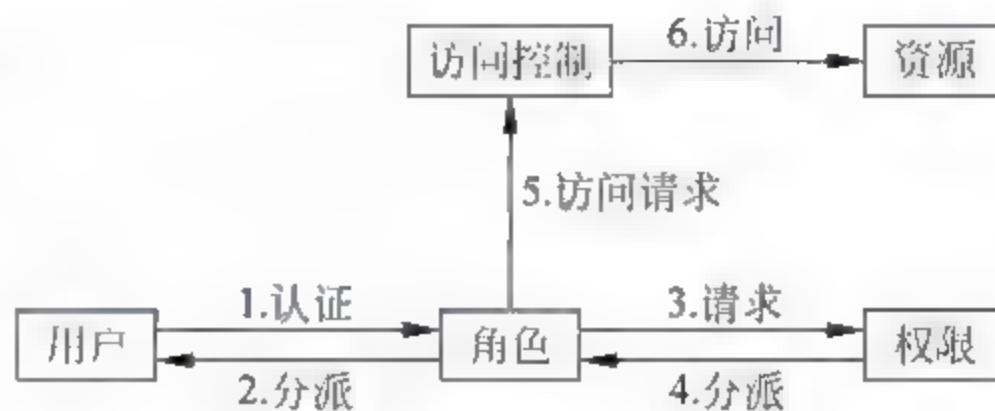 访问控制
6.访问
资源
5.访问请求
用户
1.认证
2.分派
角色
3.请求
4.分派
权限